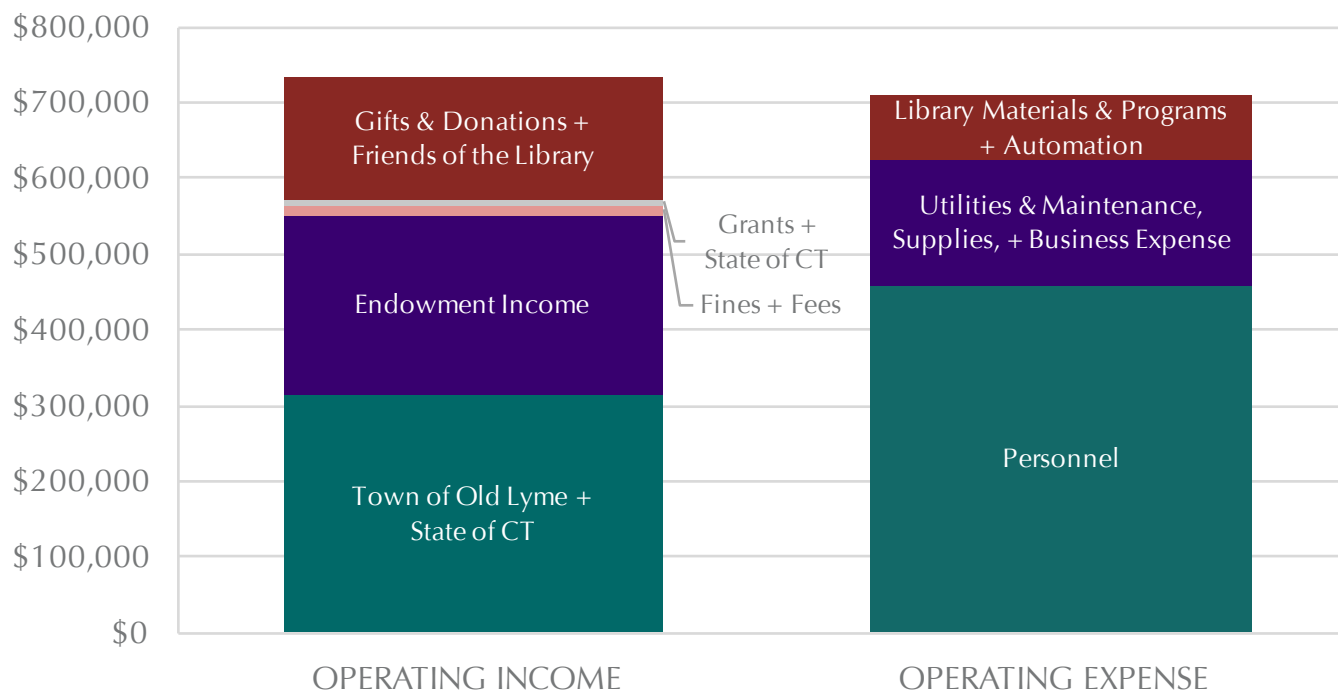 $800,000
$700,000
$600,000
$500,000
$400,000
$300,000
$200,000
$100,000
$0
Gifts & Donations +
Friends of the Library
Grants +
State of CT
Fines + Fees
Endowment Income
Town of Old Lyme +
State of CT
Library Materials & Programs
+ Automation
Utilities & Maintenance,
Supplies, + Business Expense
Personnel
OPERATING INCOME
OPERATING EXPENSE